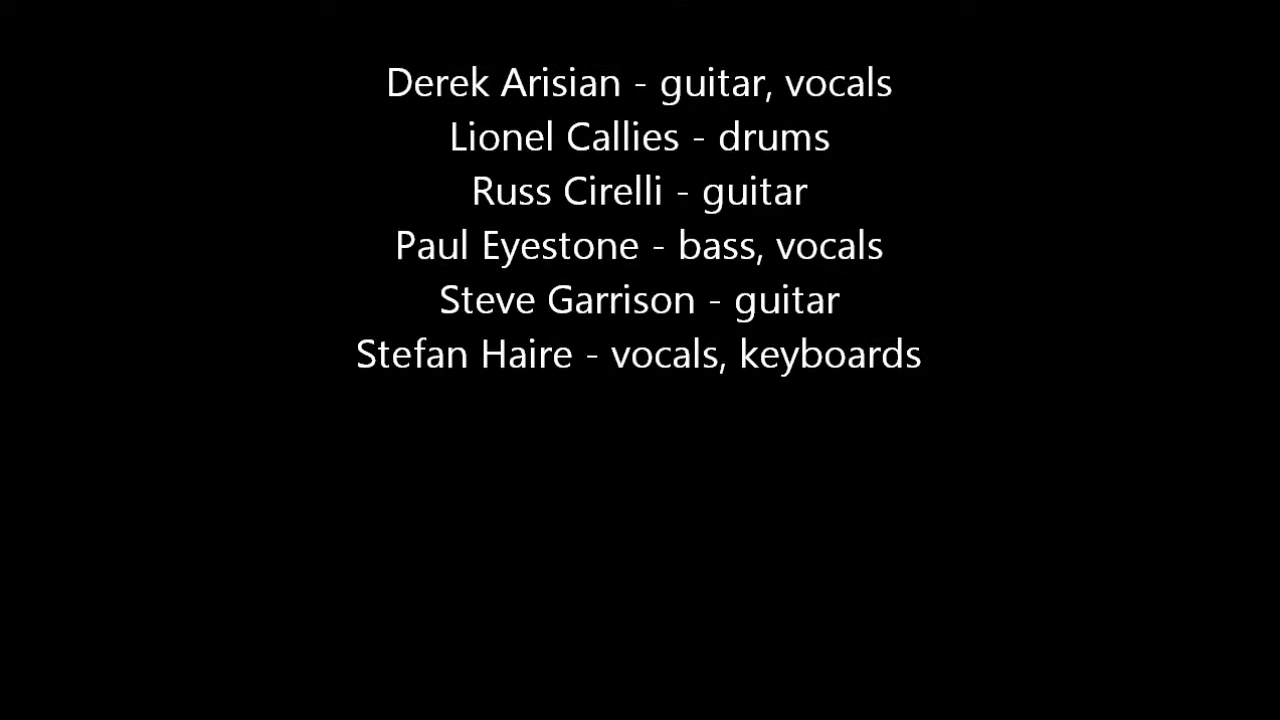 Derek Arisian - guitar, vocals
Lionel Callies - drums
Russ Cirelli - guitar
Paul Eyestone - bass, vocals
Steve Garrison - guitar
Stefan Haire - vocals, keyboards